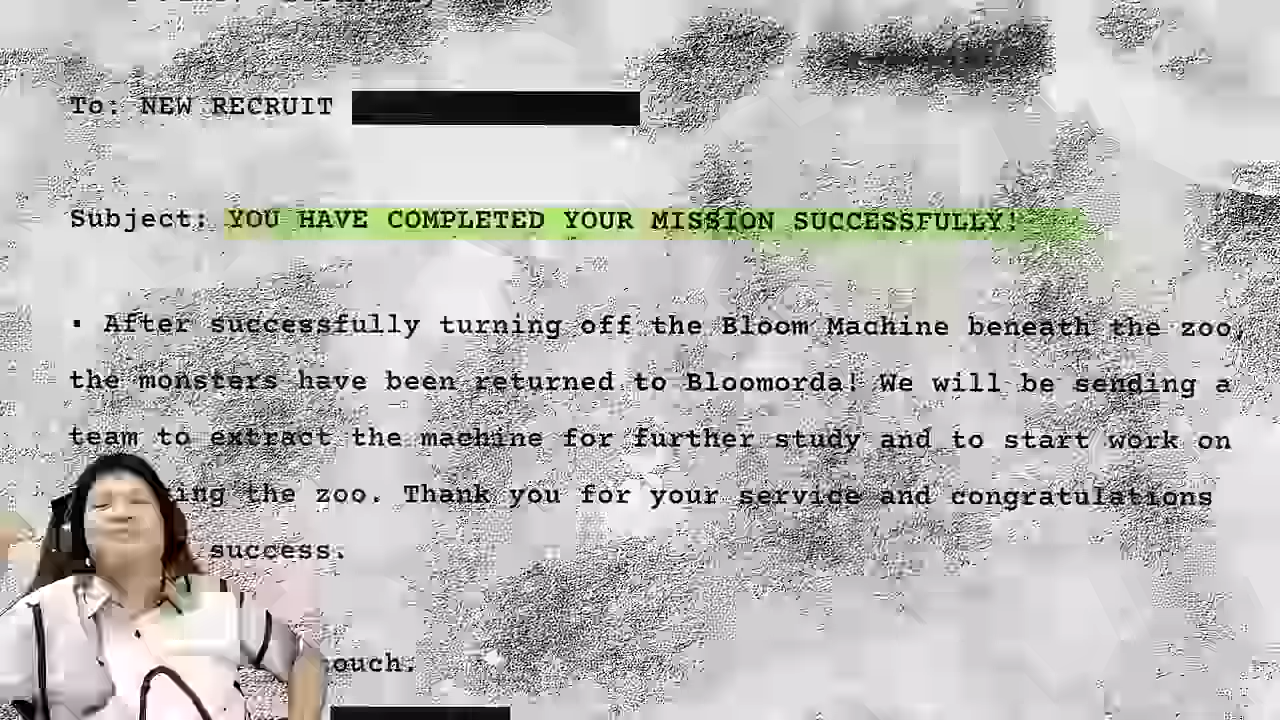 To: NEW RECRUIT
Subject: YOU HAVE COMPLETED YOUR MISSION SUCCESSFULLY!
▪ After successfully turning off the Bloom Machine beneath the zoo,
the monsters have been returned to Bloomorda! We will be sending a
team to extract the machine for further study and to start work on
the zoo. Thank you for your service and congratulations
success.